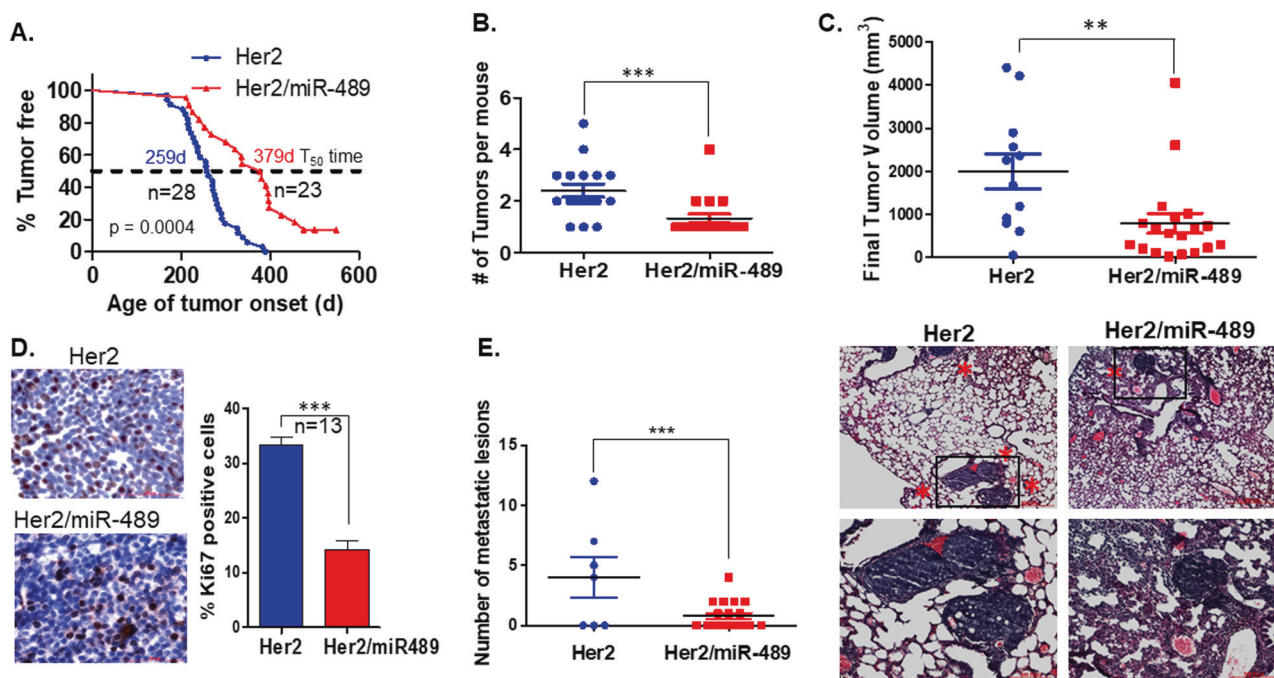 A.
Her2
Her2/miR-489
% Tumor free
100
80
60
40
20
0
259d
379d T50 time
n=28
n=23
p = 0.0004
0
200
400
600
Age of tumor onset (d)
B.
***
# of Tumors per mouse
6
4
2
0
Her2
Her2/miR-489
C.
**
Final Tumor Volume (mm3)
5000
4000
3000
2000
1000
0
Her2
Her2/miR-489
D.
Her2
Her2/miR-489
% Ki67 positive cells
40
30
20
10
0
***
n=13
Her2
Her2/miR489
E.
***
Number of metastatic lesions
15
10
5
0
Her2
Her2/miR-489
Her2
Her2/miR-489